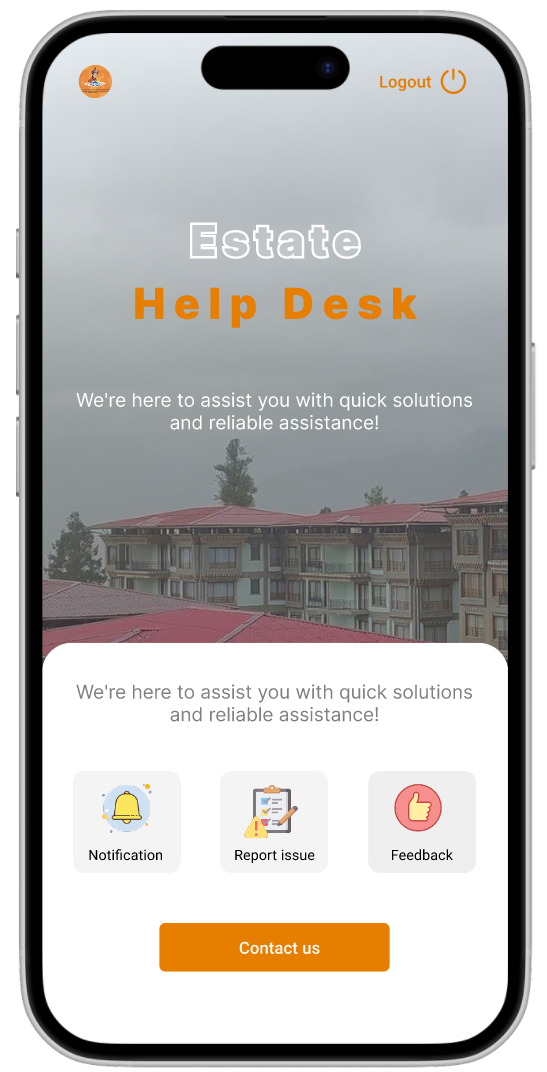 Logout
Estate
Help Desk
We're here to assist you with quick solutions
and reliable assistance!
We're here to assist you with quick solutions
and reliable assistance!
Notification
Report issue
Feedback
Contact us